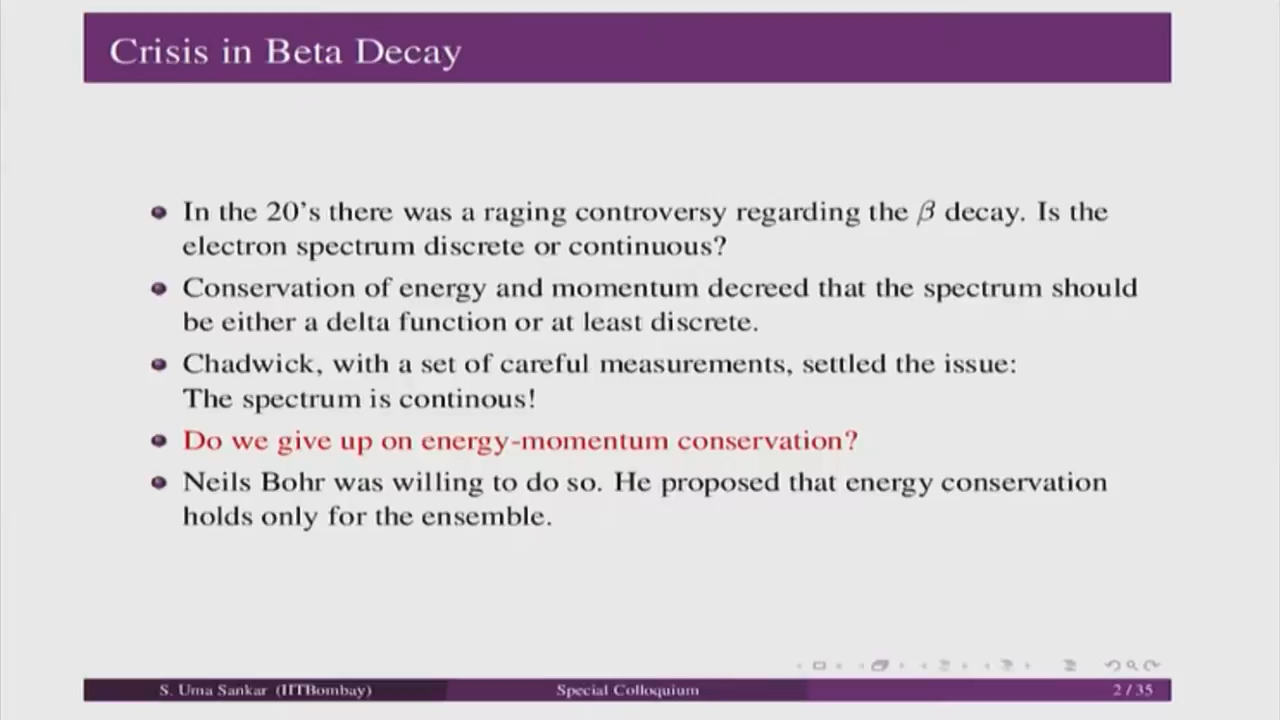 Crisis in Beta Decay
In the 20's there was a raging controversy regarding the β decay. Is the
electron spectrum discrete or continuous?
Conservation of energy and momentum decreed that the spectrum should
be either a delta function or at least discrete.
Chadwick, with a set of careful measurements, settled the issue:
The spectrum is continous!
Do we give up on energy-momentum conservation?
Neils Bohr was willing to do so. He proposed that energy conservation
holds only for the ensemble.
S. Uma Sankar (IITBombay) Special Colloquium 2 / 35